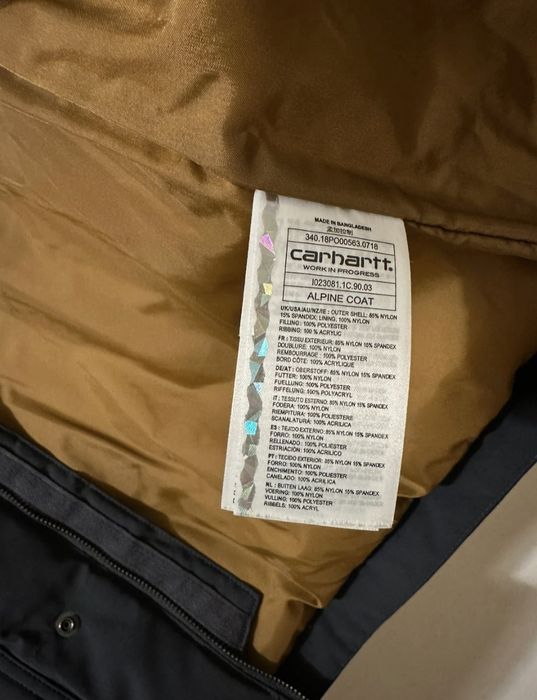 MADE IN BANGLADESH
孟加拉制
340.18PO00563.0718
carhartt.
WORK IN PROGRESS
I023081.1C.90.03
ALPINE COAT
UK/USA/AU/NZ/IE : OUTER SHELL: 85% NYLON
15% SPANDEX: LINING: 100% NYLON
FILLING: 100% POLYESTER
RIBBING: 100 % ACRYLIC
FR : TISSU EXTERIEUR: 85% NYLON 15% SPANDEX
DOUBLURE: 100% NYLON
REMBOURRAGE : 100% POLYESTER
BORD CÔTE: 100% ACRYLIQUE
DE/AT : OBERSTOFF: 85% NYLON 15% SPANDEX
FUTTER: 100% NYLON
FUELLUNG: 100% POLYESTER
RIFFELUNG: 100% POLYACRYL
IT : TESSUTO ESTERNO: 85% NYLON 15% SPANDEX
FODERA: 100% NYLON
RIEMPITURA: 100% POLIESTERE
SCANALATURA: 100% ACRILICA
ES : TEJIDO EXTERNO: 85% NYLON 15% SPANDEX
FORRO: 100% NYLON
RELLENADO: 100% POLIESTER
ESTRIACIÓN: 100% ACRILICO
PT : TECIDO EXTERIOR: 85% NYLON 15% SPANDEX
FORRO: 100% NYLON
ENCHIMENTO: 100% POLIESTER
CANELADO: 100% ACRILICA
NL : BUITEN LAAG: 85% NYLON 15% SPANDEX
VOERING: 100% NYLON
VULLING: 100% POLYESTER
RIBBELS: 100% ACRYL